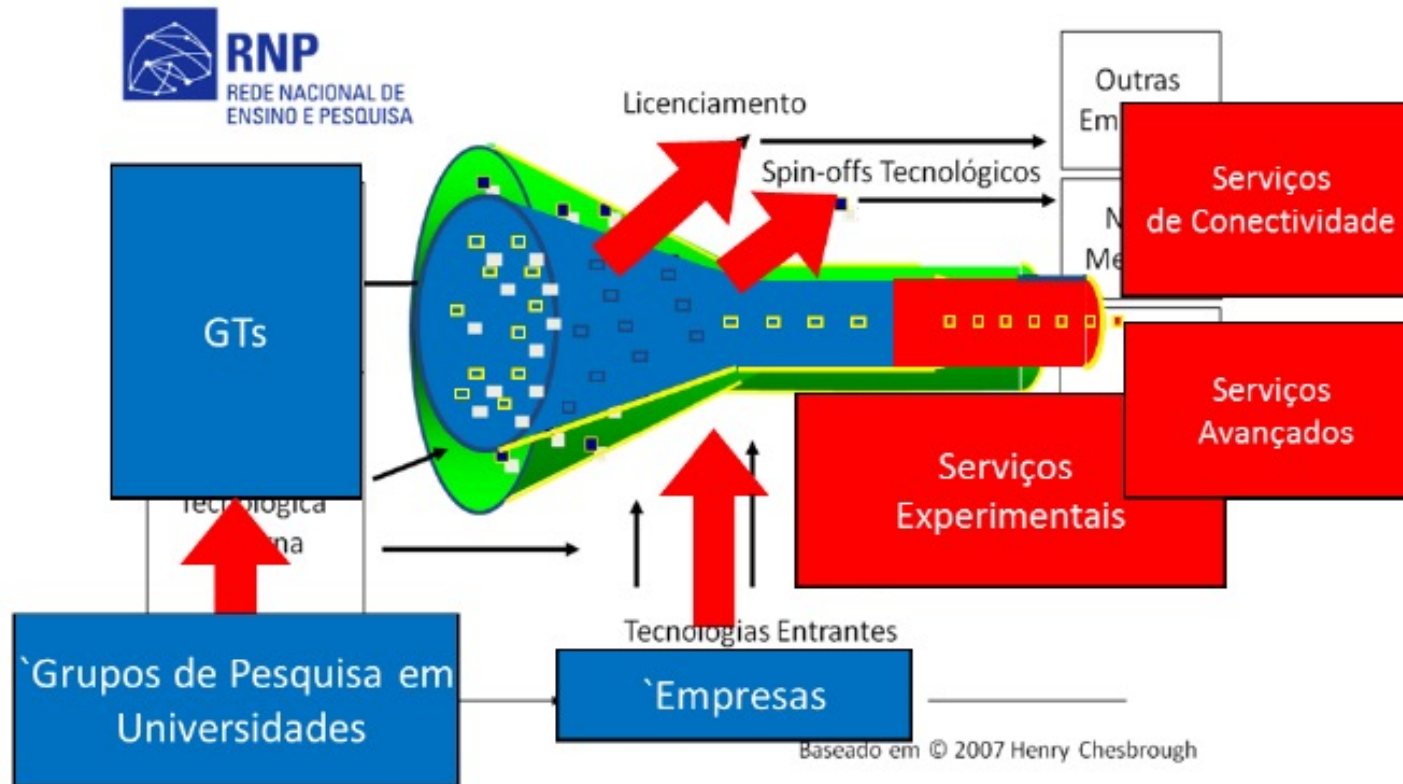 RNP
REDE NACIONAL DE
ENSINO E PESQUISA
Licenciamento
Spin-offs Tecnológicos
Outras
Serviços
de Conectividade
GTs
Serviços
Avançados
Serviços
Experimentais
Tecnológica
Tecnologias Entrantes
`Grupos de Pesquisa em
Universidades
`Empresas
Baseado em © 2007 Henry Chesbrough